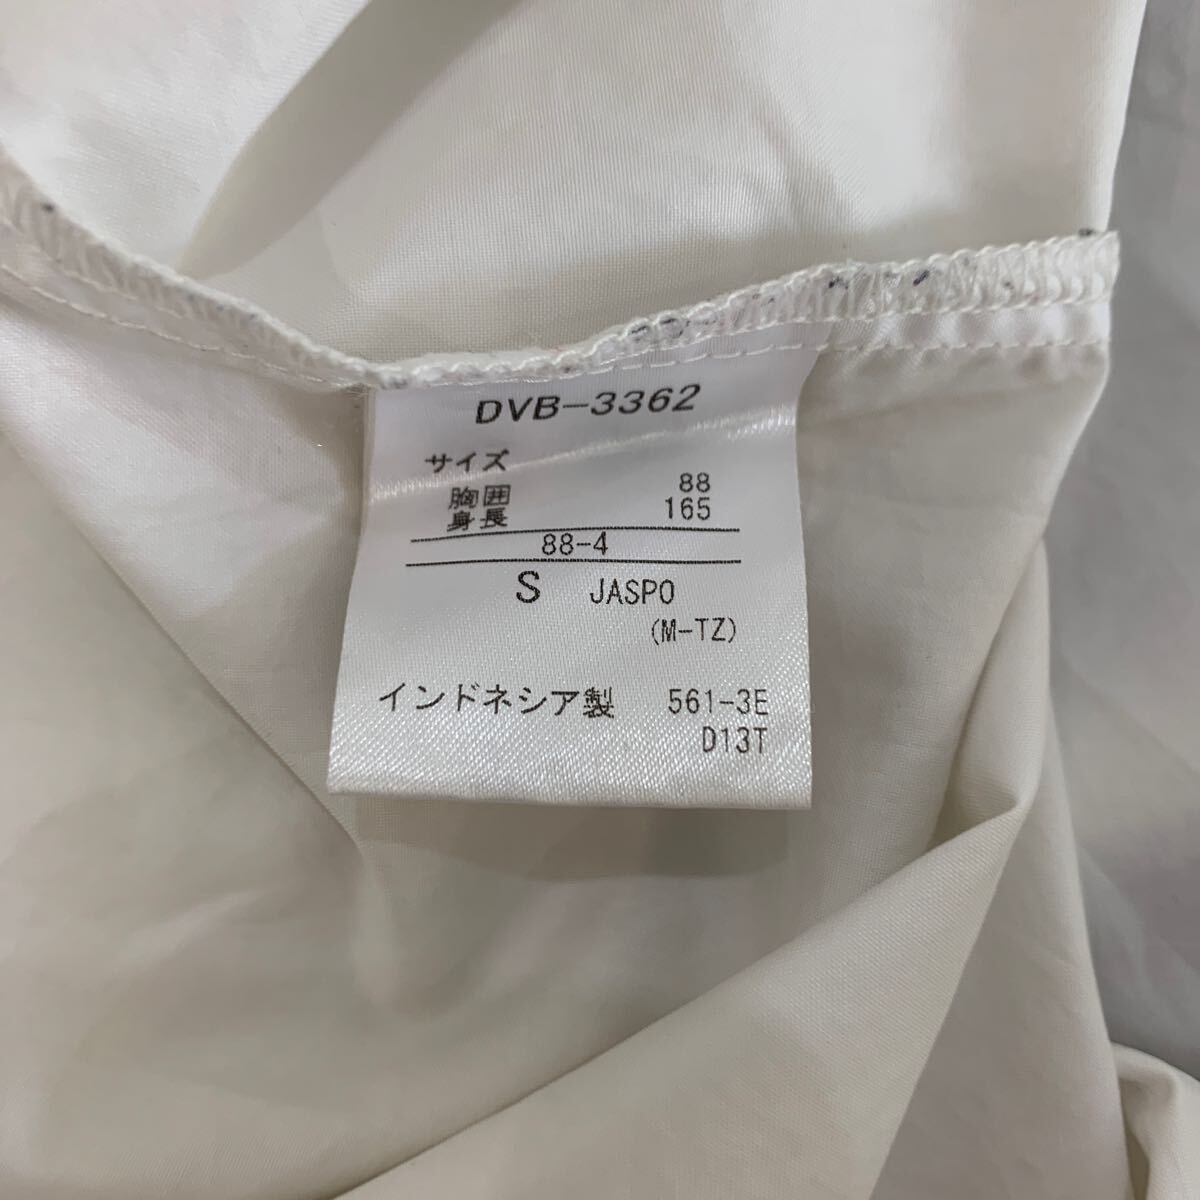 DVB-3362
サイズ
胸囲 88
身長 165
88-4
S JASPO
(M-TZ)
インドネシア製 561-3E
D13T